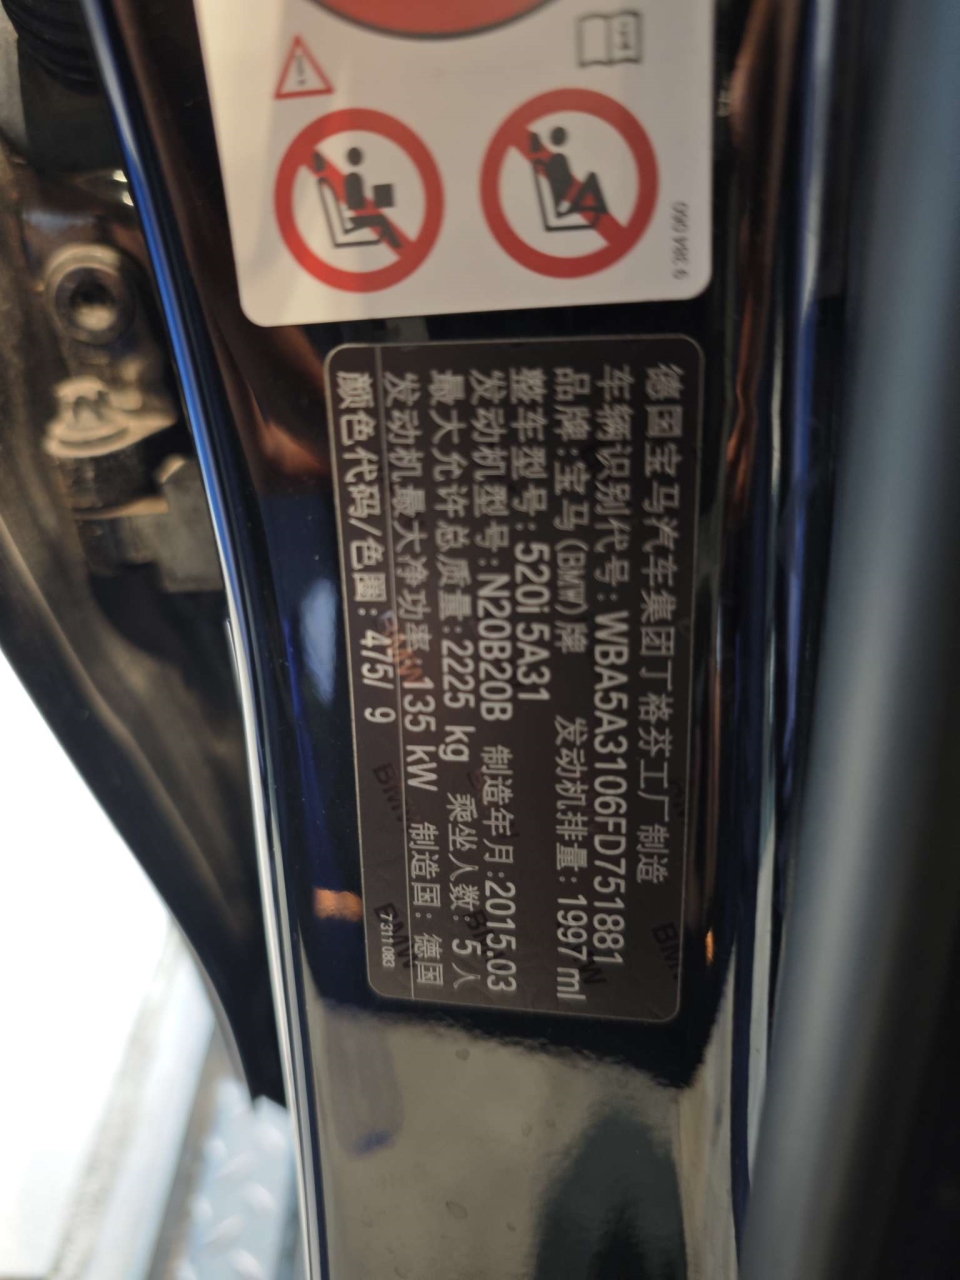 德国宝马汽车集团丁格芬工厂制造
车辆识别代号:WBA5A3106FD751881
品牌:宝马(BMW)牌 发动机排量:1997 ml
整车型号:520i 5A31
发动机型号:N20B20B 制造年月:2015.03
最大允许总质量:2225 kg 乘坐人数:5人
发动机最大净功率:135 kW 制造国:德国
颜色代码/色圈: 475/ 9
7311 083